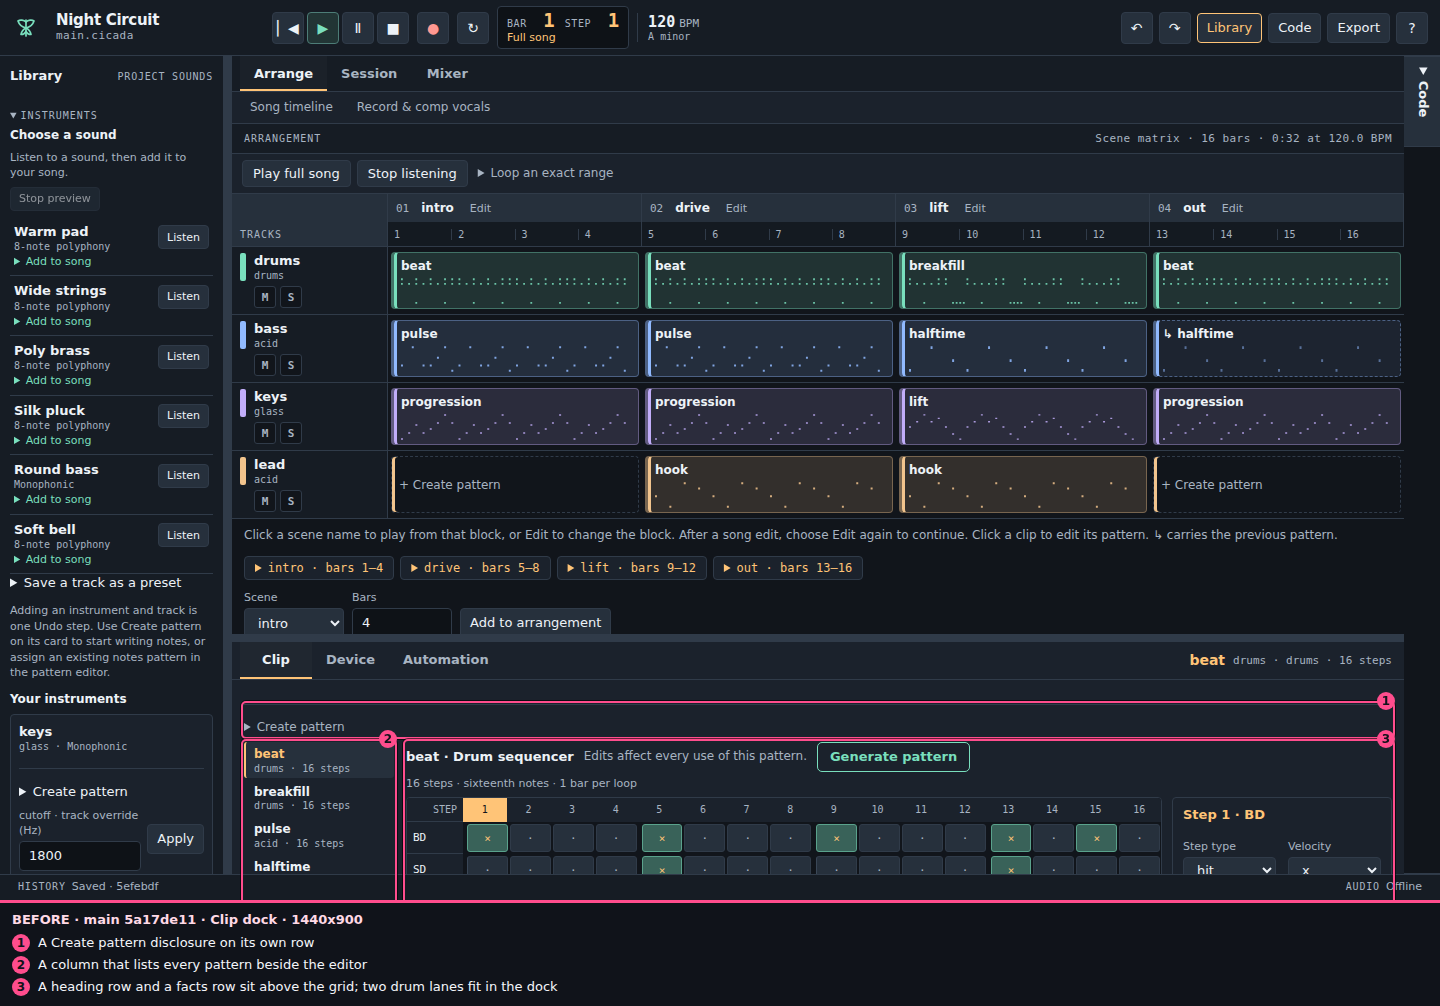 Night Circuit
main.cicada
BAR 1 STEP 1
Full song
120 BPM
A minor
Library
Code
Export
?
Library
PROJECT SOUNDS
INSTRUMENTS
Choose a sound
Listen to a sound, then add it to
your song.
Stop preview
Warm pad
8-note polyphony
Add to song
Listen
Wide strings
8-note polyphony
Add to song
Listen
Poly brass
8-note polyphony
Add to song
Listen
Silk pluck
8-note polyphony
Add to song
Listen
Round bass
Monophonic
Add to song
Listen
Soft bell
8-note polyphony
Add to song
Listen
Save a track as a preset
Adding an instrument and track is
one Undo step. Use Create pattern
on its card to start writing notes, or
assign an existing notes pattern in
the pattern editor.
Your instruments
keys
glass · Monophonic
Create pattern
cutoff · track override
(Hz)
1800
Apply
Arrange Session Mixer
Song timeline Record & comp vocals
ARRANGEMENT
Scene matrix · 16 bars · 0:32 at 120.0 BPM
Play full song Stop listening Loop an exact range
01 intro Edit 02 drive Edit 03 lift Edit 04 out Edit
TRACKS 1 2 3 4 5 6 7 8 9 10 11 12 13 14 15 16
drums
drums
M S
beat beat breakfill beat
bass
acid
M S
pulse pulse halftime ↳ halftime
keys
glass
M S
progression progression lift progression
lead
acid
M S
+ Create pattern hook hook + Create pattern
Click a scene name to play from that block, or Edit to change the block. After a song edit, choose Edit again to continue. Click a clip to edit its pattern. ↳ carries the previous pattern.
intro · bars 1–4 drive · bars 5–8 lift · bars 9–12 out · bars 13–16
Scene Bars
intro 4 Add to arrangement
Code
Clip Device Automation
beat drums · drums · 16 steps
1
Create pattern
2
3
beat
drums · 16 steps
breakfill
drums · 16 steps
pulse
acid · 16 steps
halftime
beat · Drum sequencer Edits affect every use of this pattern. Generate pattern
16 steps · sixteenth notes · 1 bar per loop
STEP 1 2 3 4 5 6 7 8 9 10 11 12 13 14 15 16
BD × · · · × · · · × · · · × · × ·
SD · · · · × · · · · · · · × · · ·
Step 1 · BD
Step type Velocity
hit x
HISTORY Saved · 5efebdf
AUDIO Offline
BEFORE · main 5a17de11 · Clip dock · 1440x900
1 A Create pattern disclosure on its own row
2 A column that lists every pattern beside the editor
3 A heading row and a facts row sit above the grid; two drum lanes fit in the dock